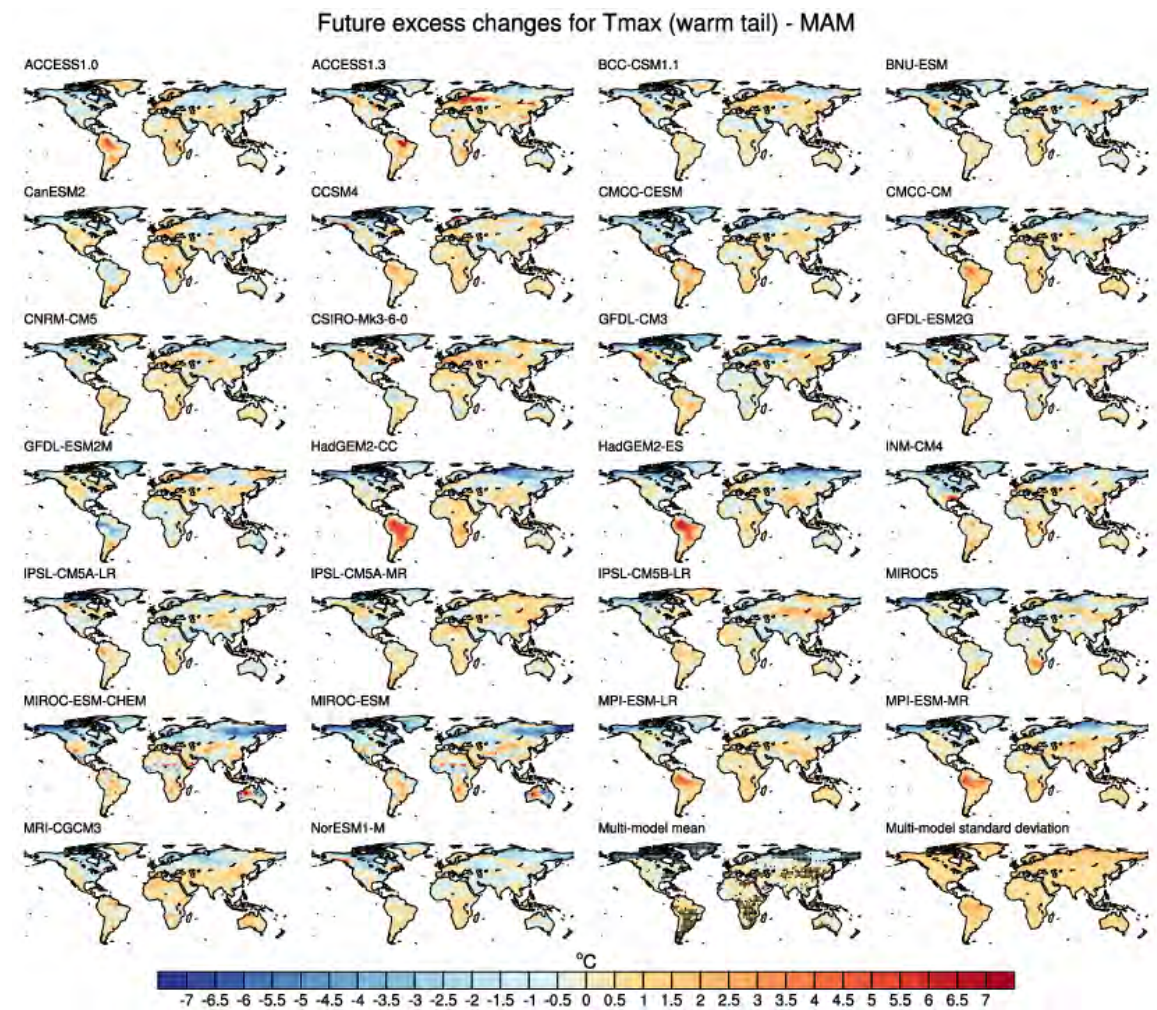 Future excess changes for Tmax (warm tail) - MAM
ACCESS1.0 ACCESS1.3 BCC-CSM1.1 BNU-ESM
CanESM2 CCSM4 CMCC-CESM CMCC-CM
CNRM-CM5 CSIRO-Mk3-6-0 GFDL-CM3 GFDL-ESM2G
GFDL-ESM2M HadGEM2-CC HadGEM2-ES INM-CM4
IPSL-CM5A-LR IPSL-CM5A-MR IPSL-CM5B-LR MIROC5
MIROC-ESM-CHEM MIROC-ESM MPI-ESM-LR MPI-ESM-MR
MRI-CGCM3 NorESM1-M Multi-model mean Multi-model standard deviation
°C
-7 -6.5 -5.5 -5 -4.5 -4 -3.5 -3 -2.5 -2 -1.5 -1 -0.5 0 0.5 1 1.5 2 2.5 3 3.5 4 4.5 5 5.5 6 6.5 7